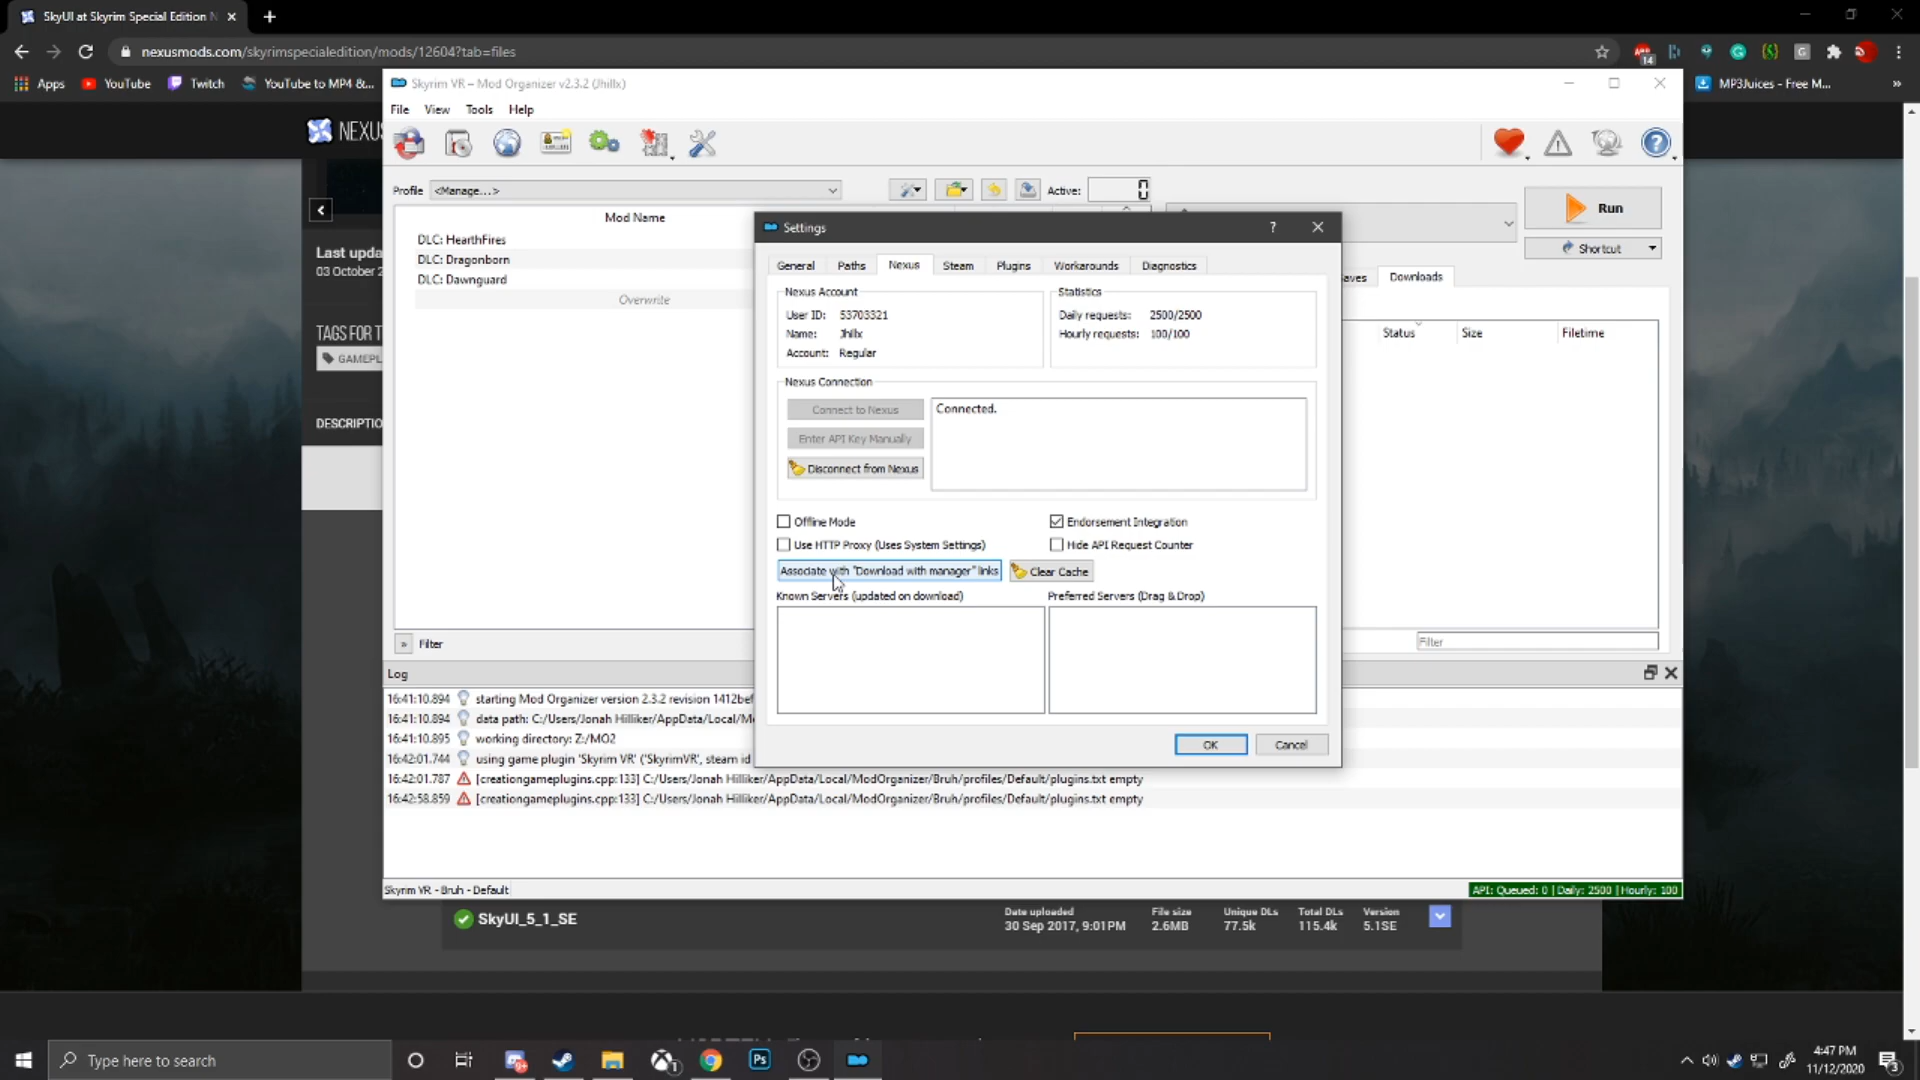 SkyUI at Skyrim Special Edition N
nexusmods.com/skyrimspecialedition/mods/12604?tab=files
14
Apps
YouTube
Twitch
YouTube to MP4 &...
MP3Juices - Free M...
Skyrim VR – Mod Organizer v2.3.2 (Jhillx)
File View Tools Help
NEXUS
Profile <Manage...>
Active: 0
Run
Shortcut
Mod Name
DLC: HearthFires
DLC: Dragonborn
DLC: Dawnguard
Overwrite
Last upda
03 October 2
TAGS FOR T
GAMEPL
DESCRIPTIO
Settings
General Paths Nexus Steam Plugins Workarounds Diagnostics
Nexus Account
User ID: 53703321
Name: Jhillx
Account: Regular
Statistics
Daily requests: 2500/2500
Hourly requests: 100/100
Nexus Connection
Connect to Nexus
Enter API Key Manually
Disconnect from Nexus
Connected.
Offline Mode
Endorsement Integration
Use HTTP Proxy (Uses System Settings)
Hide API Request Counter
Associate with "Download with manager" links
Clear Cache
Known Servers (updated on download)
Preferred Servers (Drag & Drop)
OK
Cancel
aves
Downloads
Status Size Filetime
Filter
Filter
Log
16:41:10.894 starting Mod Organizer version 2.3.2 revision 1412bef
16:41:10.894 data path: C:/Users/Jonah Hilliker/AppData/Local/M
16:41:10.895 working directory: Z:/MO2
16:42:01.744 using game plugin 'Skyrim VR' ('SkyrimVR', steam id
16:42:01.787 [creationgameplugins.cpp:133] C:/Users/Jonah Hilliker/AppData/Local/ModOrganizer/Bruh/profiles/Default/plugins.txt empty
16:42:58.859 [creationgameplugins.cpp:133] C:/Users/Jonah Hilliker/AppData/Local/ModOrganizer/Bruh/profiles/Default/plugins.txt empty
Skyrim VR - Bruh - Default
API: Queued: 0 | Daily: 2500 | Hourly: 100
SkyUI_5_1_SE
Date uploaded
30 Sep 2017, 9:01PM
File size
2.6MB
Unique DLs
77.5k
Total DLs
115.4k
Version
5.1SE
Type here to search
4:47 PM
11/12/2020
3